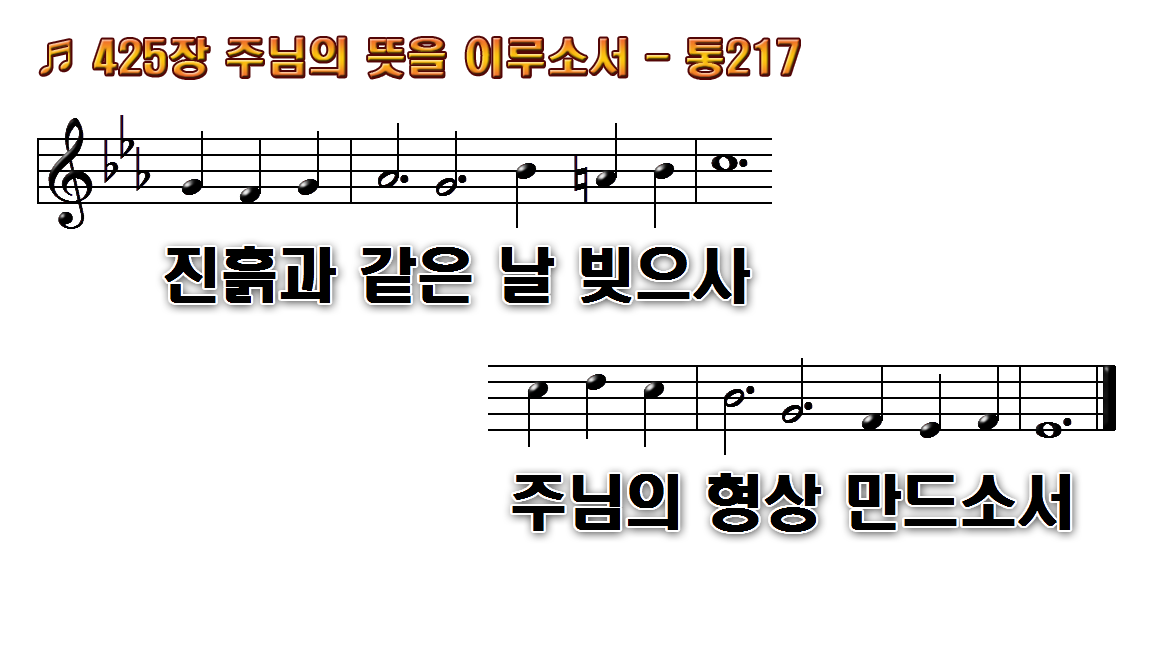 ♬ 425장 주님의 뜻을 이루소서 - 통217
진흙과 같은 날 빚으사
주님의 형상 만드소서